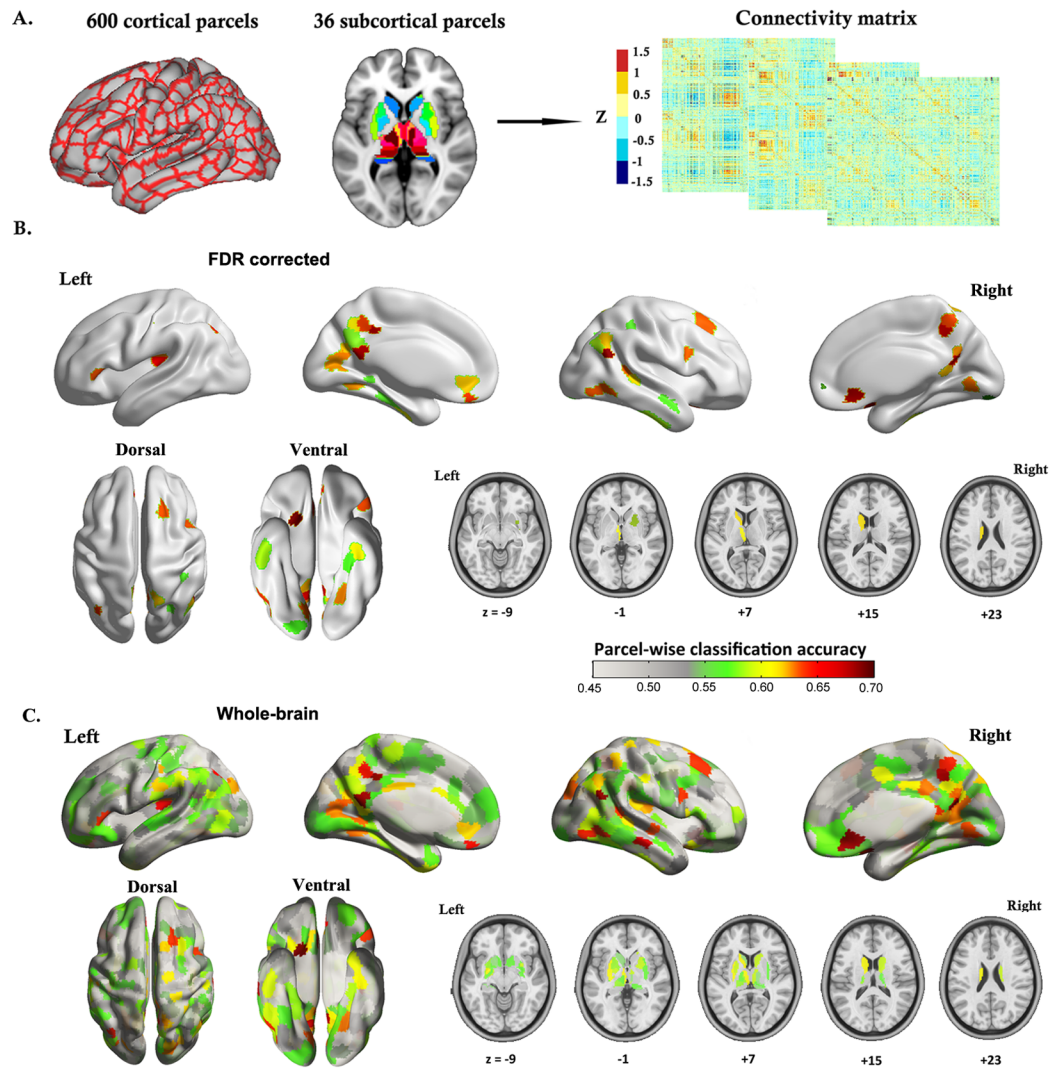 A.
600 cortical parcels
36 subcortical parcels
Connectivity matrix
Z
1.5
1
0.5
0
-0.5
-1
-1.5
B.
FDR corrected
Left
Right
Dorsal
Ventral
Left
Right
z = -9
-1
+7
+15
+23
Parcel-wise classification accuracy
0.45 0.50 0.55 0.60 0.65 0.70
C.
Whole-brain
Left
Right
Dorsal
Ventral
Left
Right
z = -9
-1
+7
+15
+23